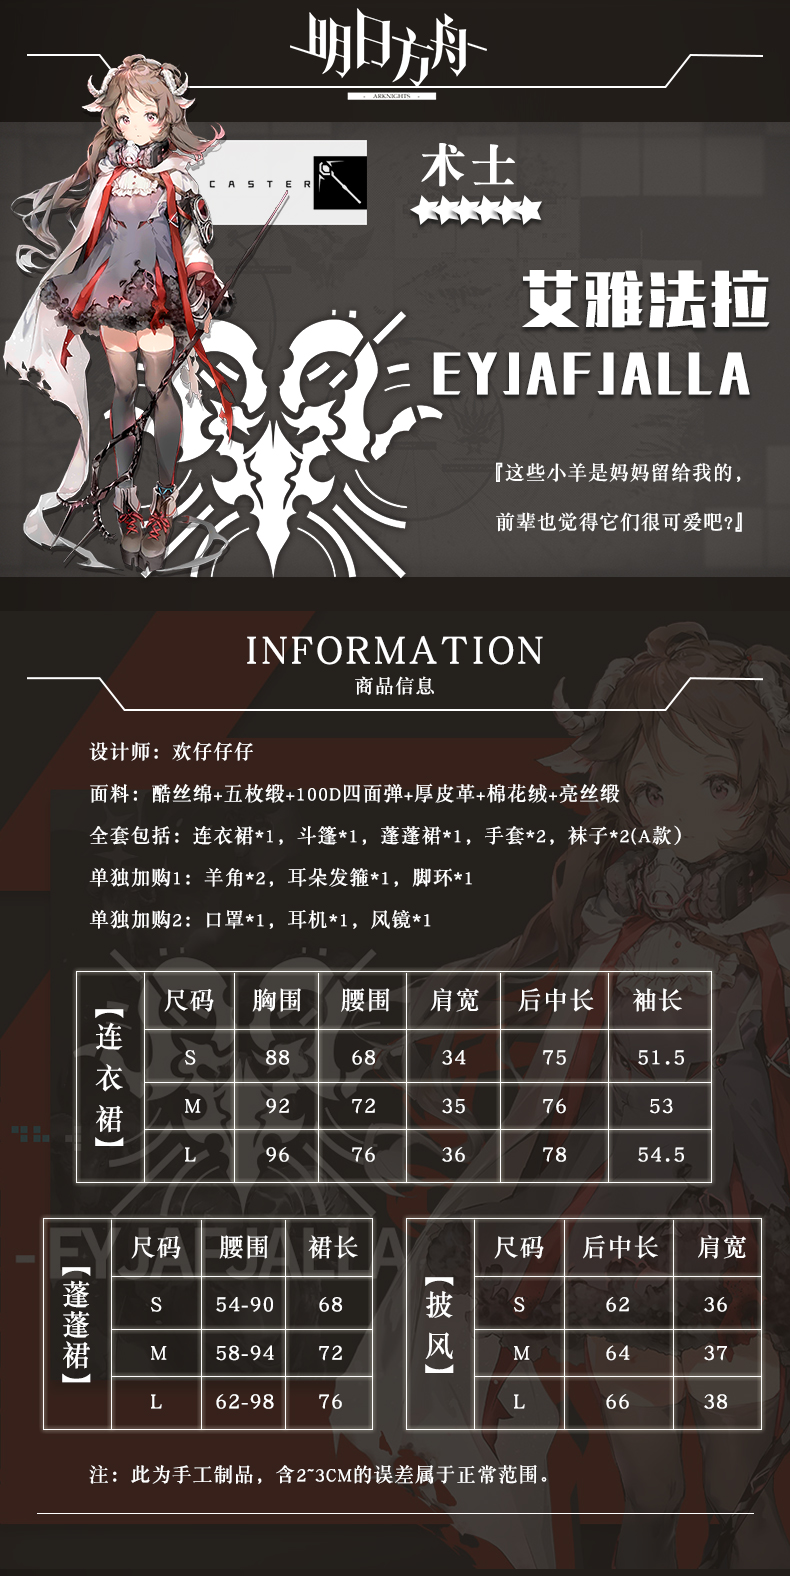 明日方舟
ARKNIGHTS
CASTER
术士
艾雅法拉
EYJAFJALLA
『这些小羊是妈妈留给我的，
前辈也觉得它们很可爱吧?』
INFORMATION
商品信息
设计师：欢仔仔仔
面料：酷丝绵+五枚缎+100D四面弹+厚皮革+棉花绒+亮丝缎
全套包括：连衣裙*1，斗篷*1，蓬蓬裙*1，手套*2，袜子*2(A款）
单独加购1：羊角*2，耳朵发箍*1，脚环*1
单独加购2：口罩*1，耳机*1，风镜*1
【连衣裙】
尺码 胸围 腰围 肩宽 后中长 袖长
S 88 68 34 75 51.5
M 92 72 35 76 53
L 96 76 36 78 54.5
- EYJAFJALLA
【蓬蓬裙】
尺码 腰围 裙长
S 54-90 68
M 58-94 72
L 62-98 76
【披风】
尺码 后中长 肩宽
S 62 36
M 64 37
L 66 38
注：此为手工制品，含2~3CM的误差属于正常范围。